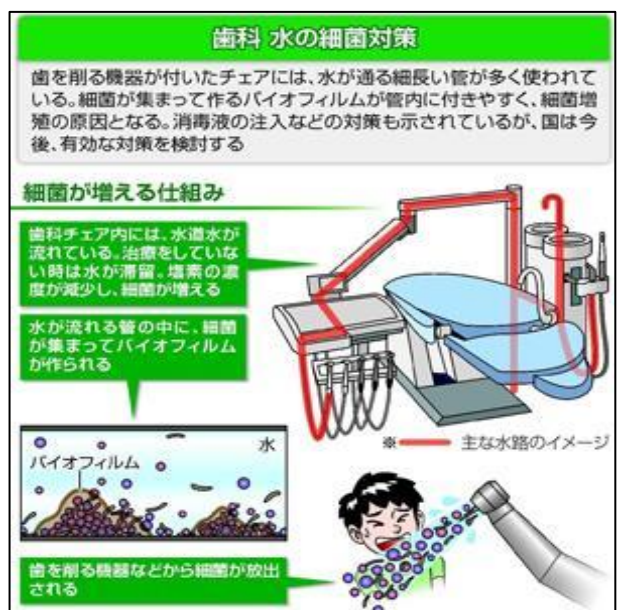 歯科 水の細菌対策
歯を削る機器が付いたチェアには、水が通る細長い管が多く使われて
いる。細菌が集まって作るバイオフィルムが管内に付きやすく、細菌増
殖の原因となる。消毒液の注入などの対策も示されているが、国は今
後、有効な対策を検討する
細菌が増える仕組み
歯科チェア内には、水道水が
流れている。治療をしていな
い時は水が滞留。塩素の濃
度が減少し、細菌が増える
水が流れる管の中に、細菌
が集まってバイオフィルム
が作られる
※ 主な水路のイメージ
水
バイオフィルム
歯を削る機器などから細菌が放出
される